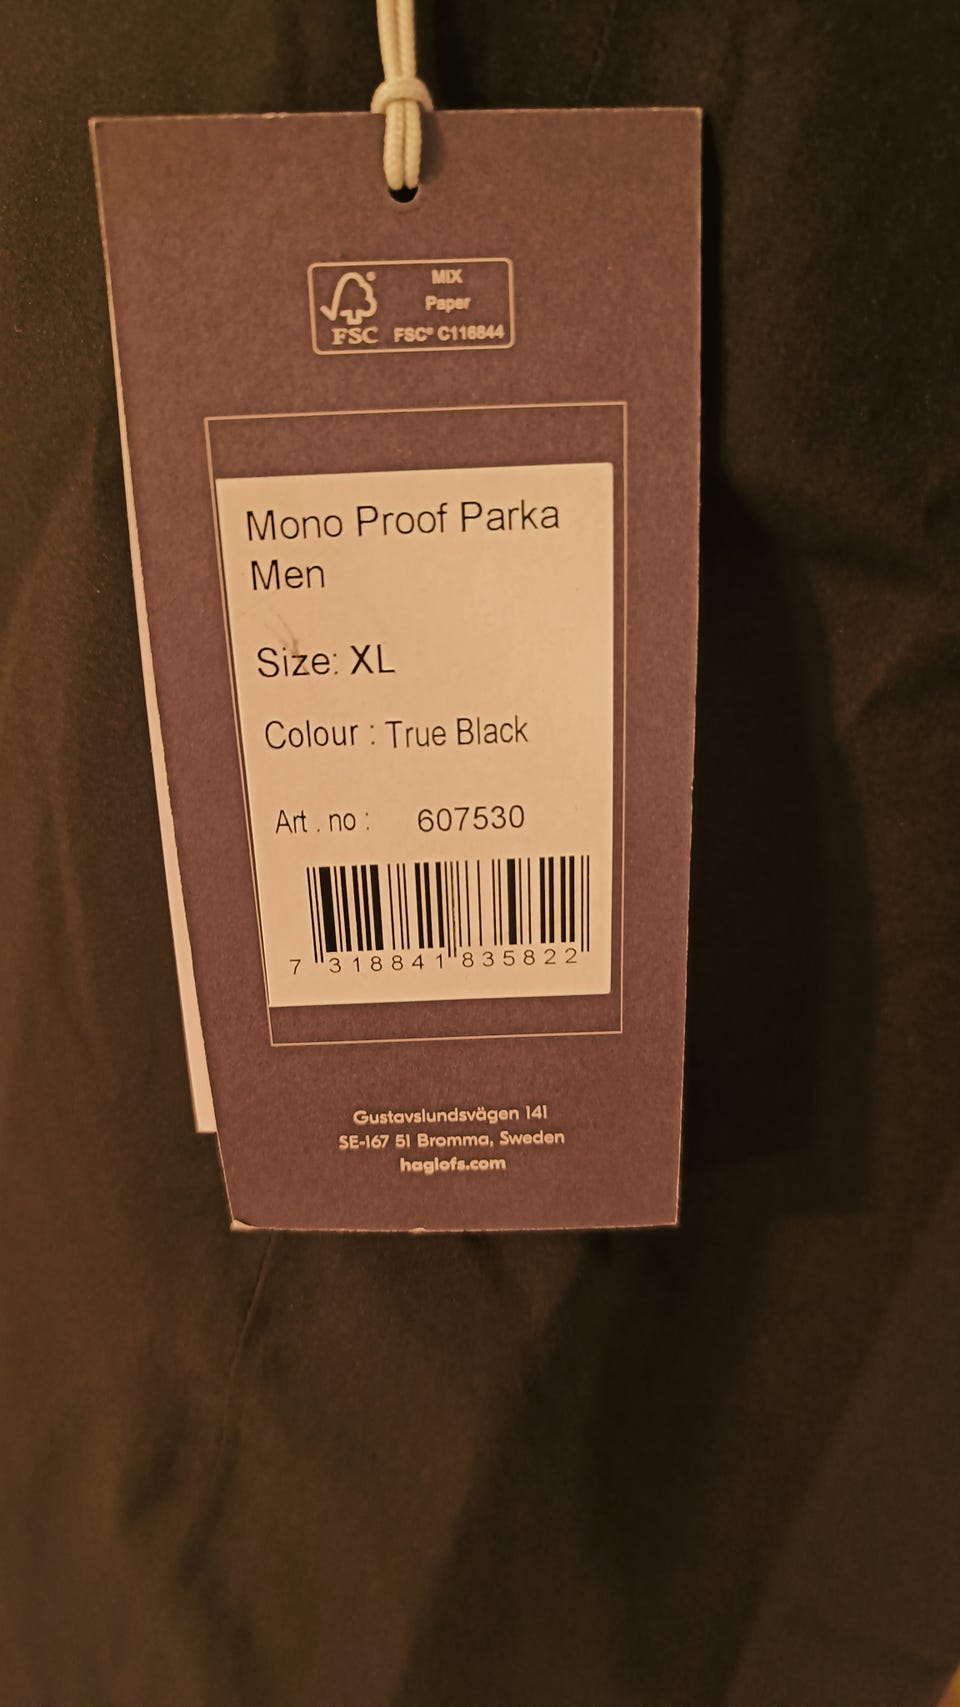 MIX
Paper
FSC® C116844
FSC
Mono Proof Parka
Men
Size: XL
Colour : True Black
Art . no : 607530
7 318841 835822
Gustavslundsvägen 141
SE-167 51 Bromma, Sweden
haglofs.com